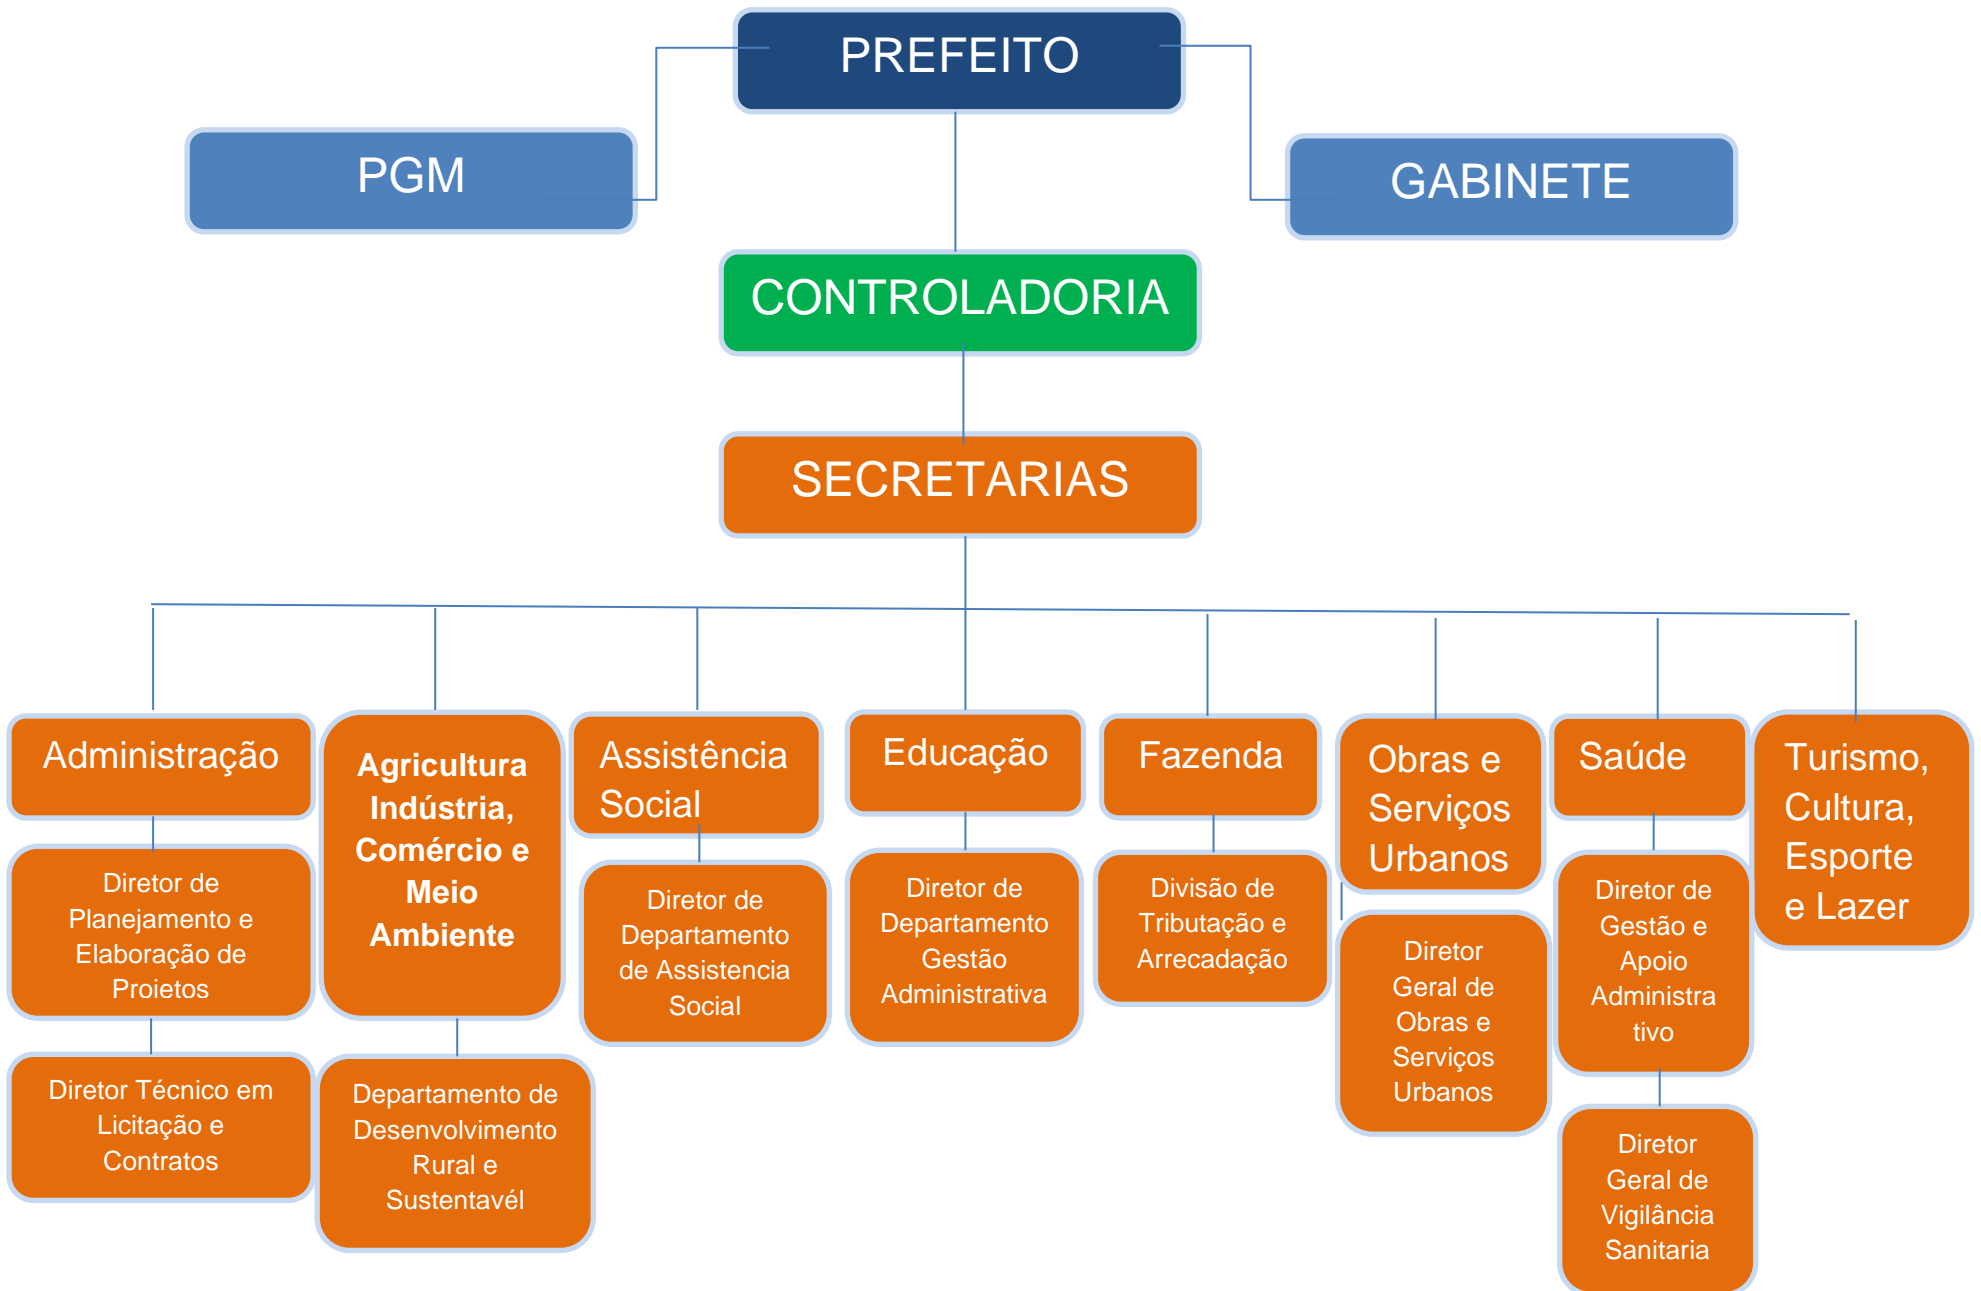 PREFEITO
PGM
GABINETE
CONTROLADORIA
SECRETARIAS
Administração
Agricultura
Indústria,
Comércio e
Meio
Ambiente
Assistência
Social
Educação
Fazenda
Obras e
Serviços
Urbanos
Saúde
Turismo,
Cultura,
Esporte
e Lazer
Diretor de
Planejamento e
Elaboração de
Proietos
Diretor de
Departamento
de Assistencia
Social
Diretor de
Departamento
Gestão
Administrativa
Divisão de
Tributação e
Arrecadação
Diretor
Geral de
Obras e
Serviços
Urbanos
Diretor de
Gestão e
Apoio
Administra
tivo
Diretor Técnico em
Licitação e
Contratos
Departamento de
Desenvolvimento
Rural e
Sustentavél
Diretor
Geral de
Vigilância
Sanitaria